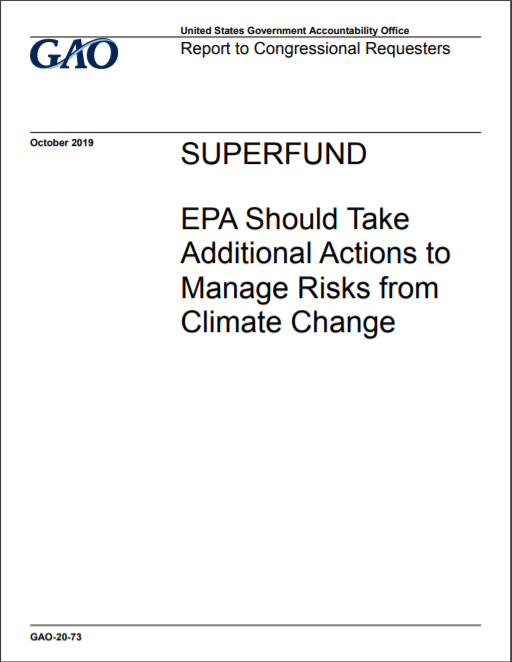 United States Government Accountability Office
GAO
Report to Congressional Requesters
October 2019
SUPERFUND
EPA Should Take
Additional Actions to
Manage Risks from
Climate Change
GAO-20-73